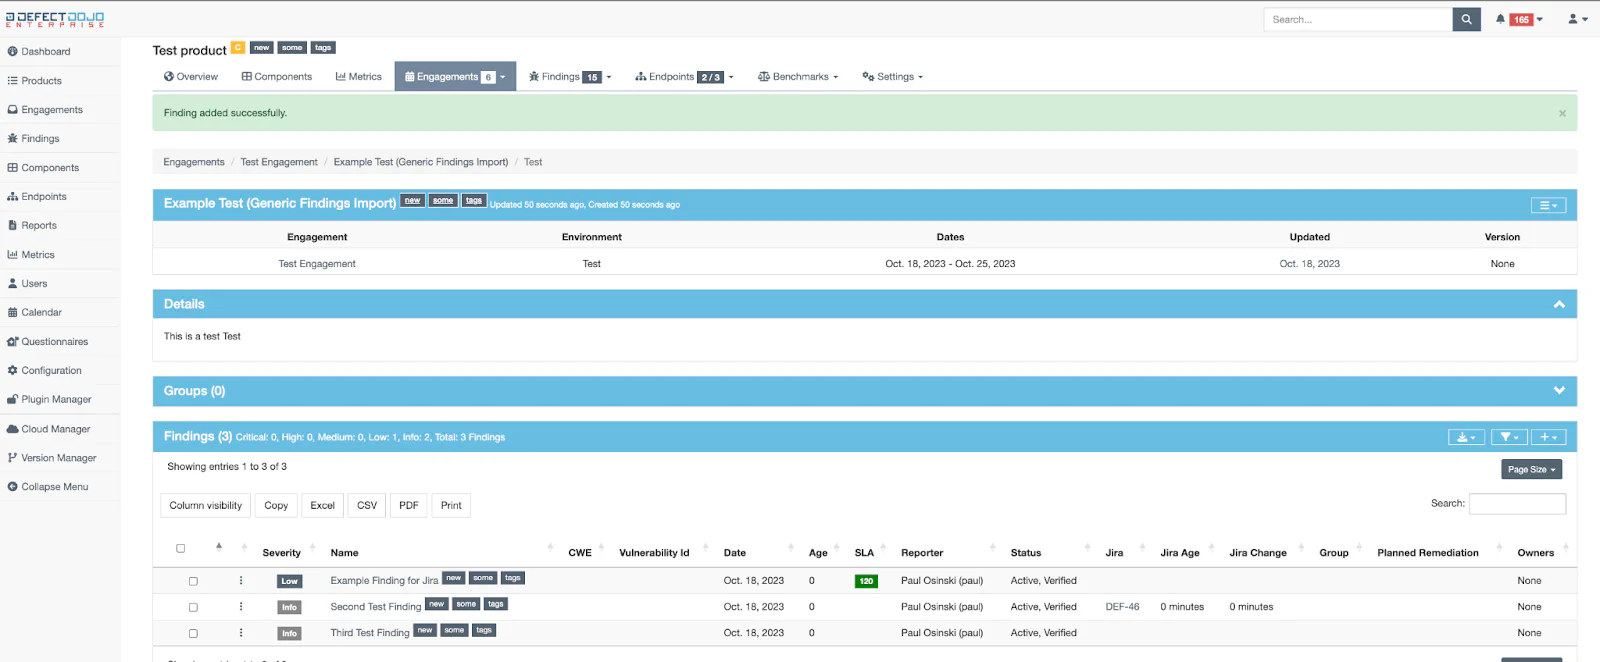 DEFECTDOJO
ENTERPRISE
Search...
165
Dashboard
Products
Engagements
Findings
Components
Endpoints
Reports
Metrics
Users
Calendar
Questionnaires
Configuration
Plugin Manager
Cloud Manager
Version Manager
Collapse Menu
Test product C new some tags
Overview Components Metrics Engagements 6 Findings 15 Endpoints 2 / 3 Benchmarks Settings
Finding added successfully. ×
Engagements / Test Engagement / Example Test (Generic Findings Import) / Test
Example Test (Generic Findings Import) new some tags Updated 50 seconds ago, Created 50 seconds ago
Engagement Environment Dates Updated Version
Test Engagement Test Oct. 18, 2023 - Oct. 25, 2023 Oct. 18, 2023 None
Details
This is a test Test
Groups (0)
Findings (3) Critical: 0, High: 0, Medium: 0, Low: 1, Info: 2, Total: 3 Findings
Showing entries 1 to 3 of 3
Page Size
Column visibility Copy Excel CSV PDF Print
Search:
Severity Name CWE Vulnerability Id Date Age SLA Reporter Status Jira Jira Age Jira Change Group Planned Remediation Owners
Low Example Finding for Jira new some tags Oct. 18, 2023 0 120 Paul Osinski (paul) Active, Verified None
Info Second Test Finding new some tags Oct. 18, 2023 0 Paul Osinski (paul) Active, Verified DEF-46 0 minutes 0 minutes None
Info Third Test Finding new some tags Oct. 18, 2023 0 Paul Osinski (paul) Active, Verified None